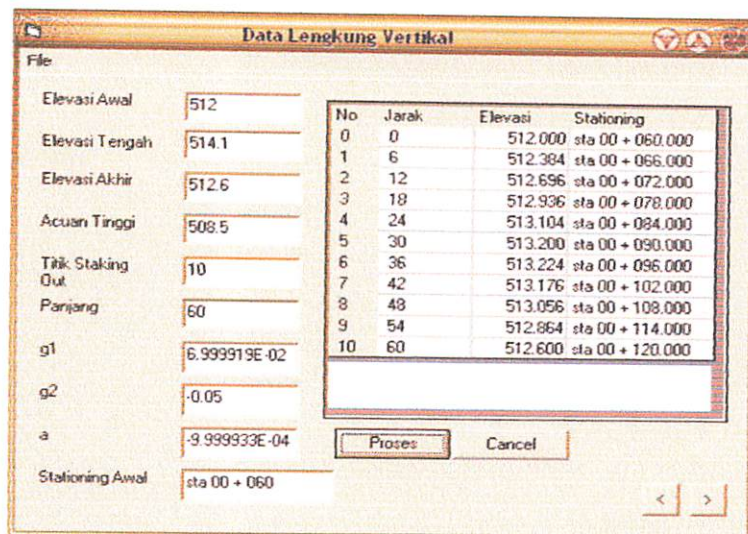 Data Lengkung Vertikal
File
Elevasi Awal 512
Elevasi Tengah 514.1
Elevasi Akhir 512.6
Acuan Tinggi 508.5
Titik Staking Out 10
Panjang 60
g1 6.999919E-02
g2 -0.05
a -9.999933E-04
Stationing Awal sta 00 + 060
No Jarak Elevasi Stationing
0 0 512.000 sta 00 + 060.000
1 6 512.384 sta 00 + 066.000
2 12 512.696 sta 00 + 072.000
3 18 512.936 sta 00 + 078.000
4 24 513.104 sta 00 + 084.000
5 30 513.200 sta 00 + 090.000
6 36 513.224 sta 00 + 096.000
7 42 513.176 sta 00 + 102.000
8 48 513.056 sta 00 + 108.000
9 54 512.864 sta 00 + 114.000
10 60 512.600 sta 00 + 120.000
Proses Cancel
< >